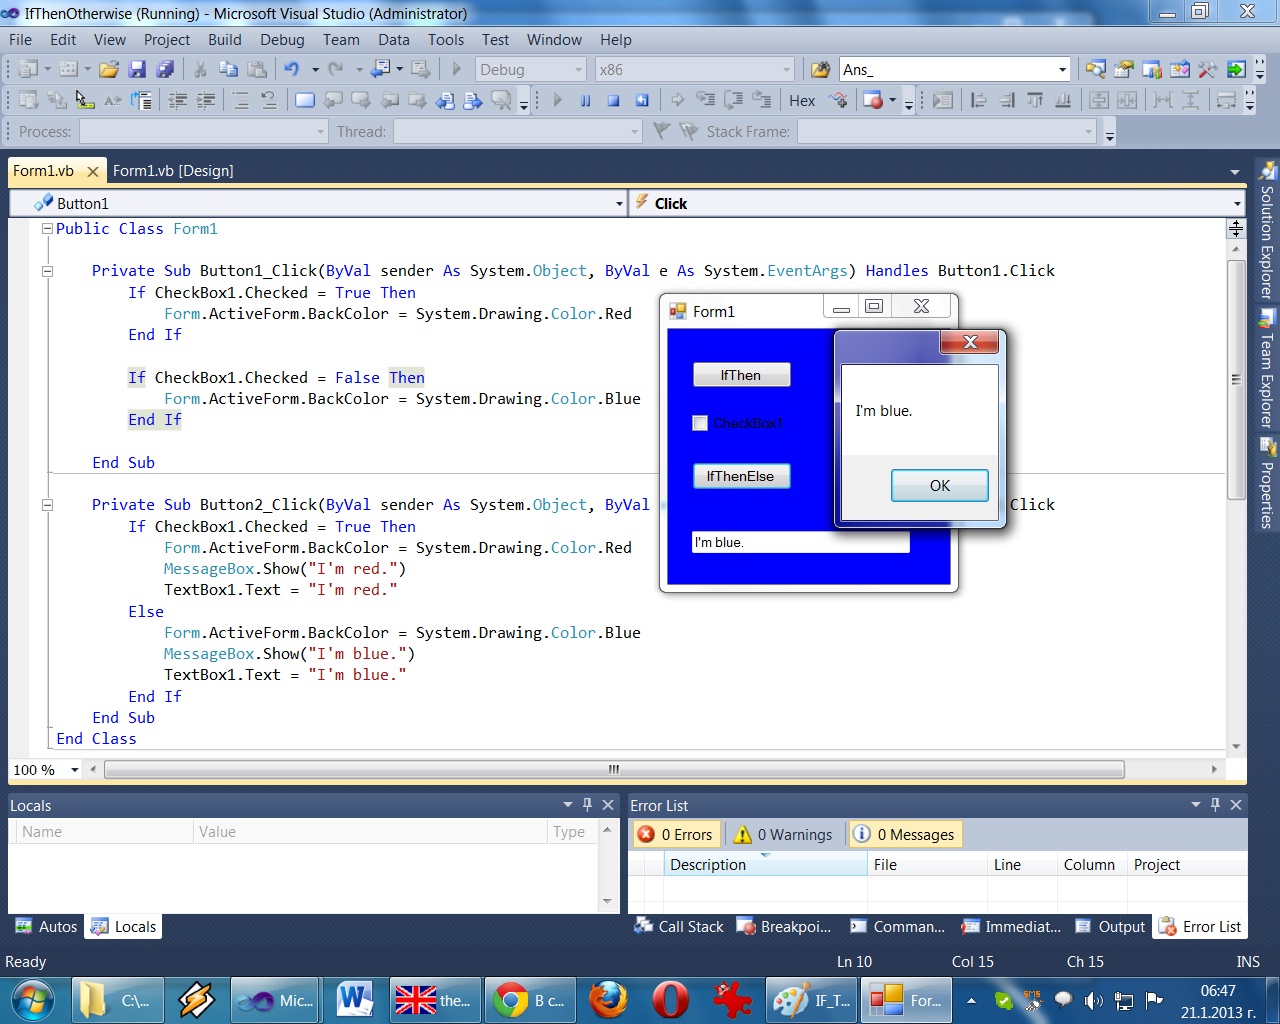 IfThenOtherwise (Running) - Microsoft Visual Studio (Administrator)
File Edit View Project Build Debug Team Data Tools Test Window Help
Debug x86 Ans_
Hex
Process: Thread: Stack Frame:
Form1.vb Form1.vb [Design]
Button1 Click
Public Class Form1
Private Sub Button1_Click(ByVal sender As System.Object, ByVal e As System.EventArgs) Handles Button1.Click
If CheckBox1.Checked = True Then
Form.ActiveForm.BackColor = System.Drawing.Color.Red
End If
If CheckBox1.Checked = False Then
Form.ActiveForm.BackColor = System.Drawing.Color.Blue
End If
End Sub
Private Sub Button2_Click(ByVal sender As System.Object, ByVal Click
If CheckBox1.Checked = True Then
Form.ActiveForm.BackColor = System.Drawing.Color.Red
MessageBox.Show("I'm red.")
TextBox1.Text = "I'm red."
Else
Form.ActiveForm.BackColor = System.Drawing.Color.Blue
MessageBox.Show("I'm blue.")
TextBox1.Text = "I'm blue."
End If
End Sub
End Class
Form1
IfThen
CheckBox1
IfThenElse
I'm blue.
I'm blue.
OK
Solution Explorer
Team Explorer
Properties
100 %
Locals
Name Value Type
Autos Locals
Error List
0 Errors 0 Warnings 0 Messages
Description File Line Column Project
Call Stack Breakpoi... Comman... Immediat... Output Error List
Ready Ln 10 Col 15 Ch 15 INS
C:\... Mic... the... В с... IF_T... For...
06:47
21.1.2013 г.